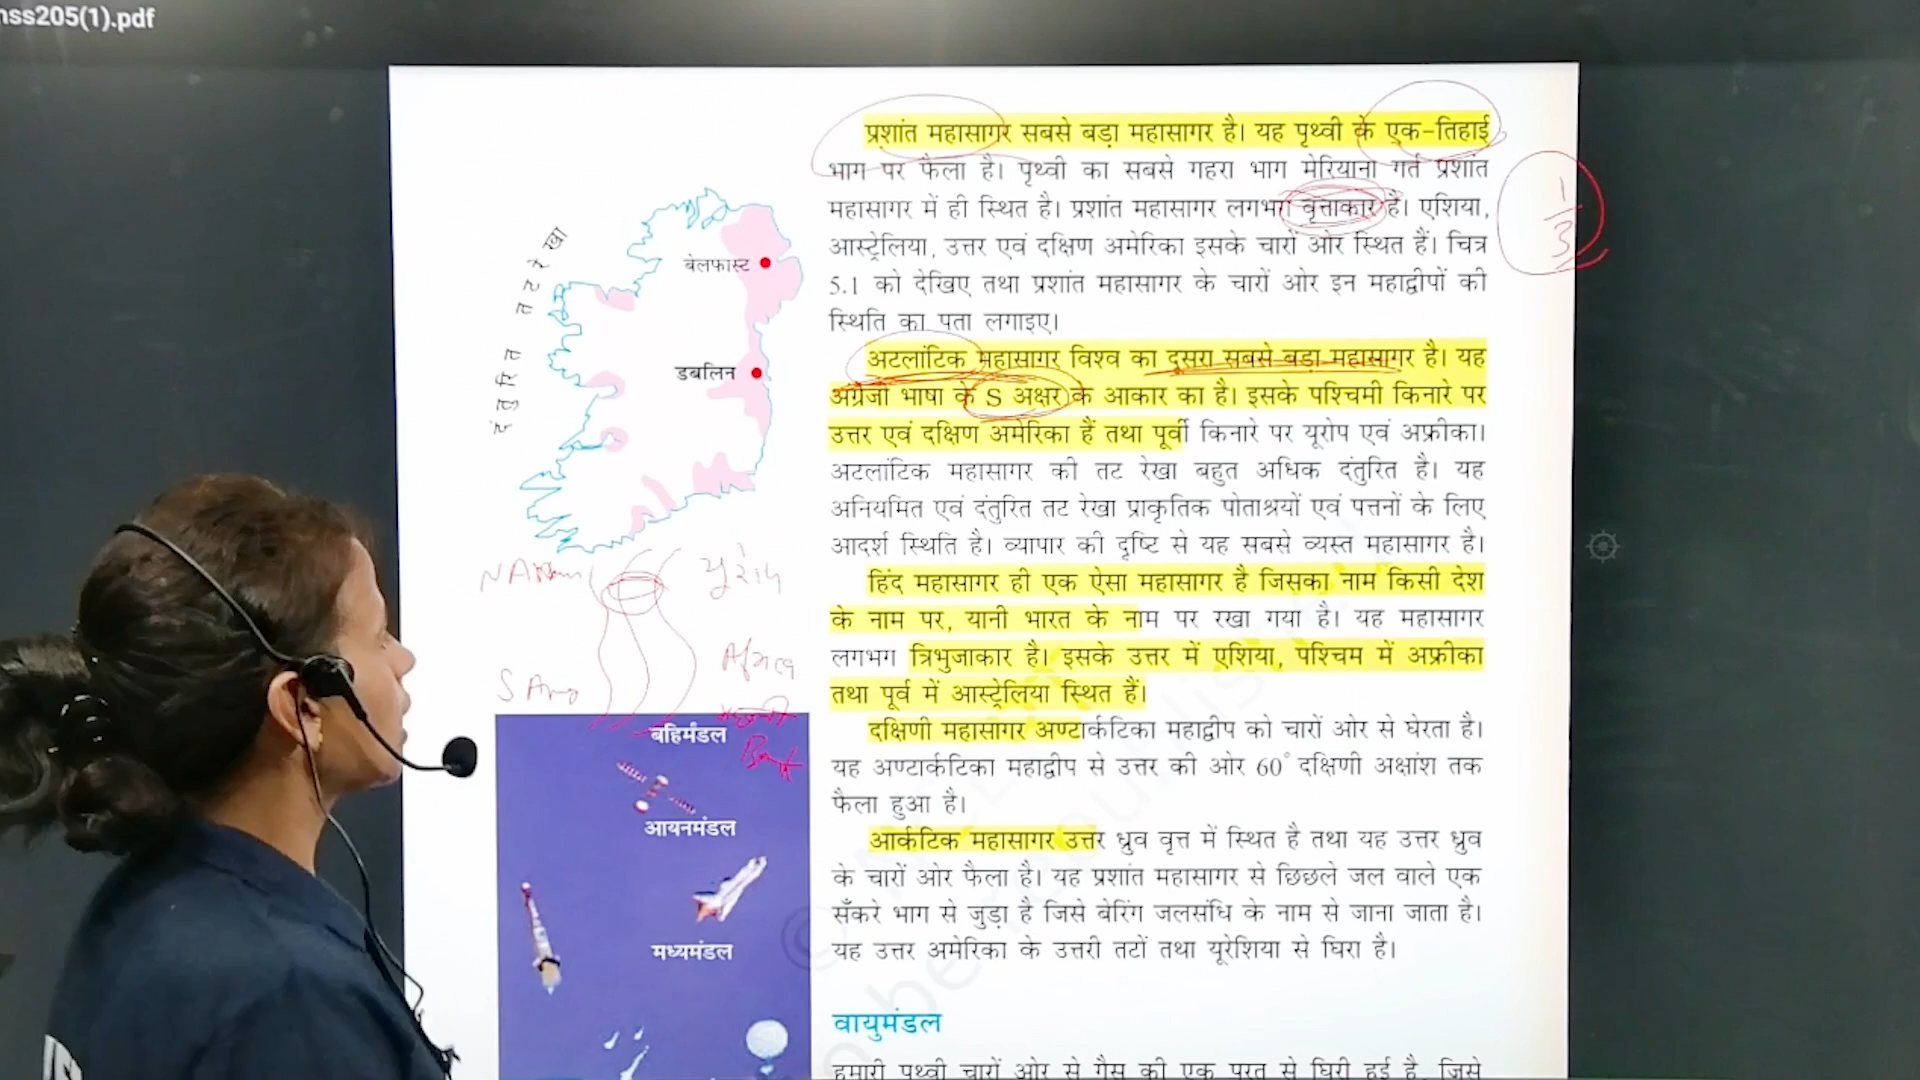 nss205(1).pdf
प्रशांत महासागर सबसे बड़ा महासागर है। यह पृथ्वी के एक-तिहाई
भाग पर फैला है। पृथ्वी का सबसे गहरा भाग मेरियाना गर्त प्रशांत
महासागर में ही स्थित है। प्रशांत महासागर लगभग वृत्ताकार है। एशिया,
आस्ट्रेलिया, उत्तर एवं दक्षिण अमेरिका इसके चारों ओर स्थित हैं। चित्र
5.1 को देखिए तथा प्रशांत महासागर के चारों ओर इन महाद्वीपों की
स्थिति का पता लगाइए।
1
3
अटलांटिक महासागर विश्व का दूसरा सबसे बड़ा महासागर है। यह
अंग्रेजी भाषा के S अक्षर के आकार का है। इसके पश्चिमी किनारे पर
उत्तर एवं दक्षिण अमेरिका हैं तथा पूर्वी किनारे पर यूरोप एवं अफ्रीका।
अटलांटिक महासागर की तट रेखा बहुत अधिक दंतुरित है। यह
अनियमित एवं दंतुरित तट रेखा प्राकृतिक पोताश्रयों एवं पत्तनों के लिए
आदर्श स्थिति है। व्यापार की दृष्टि से यह सबसे व्यस्त महासागर है।
हिंद महासागर ही एक ऐसा महासागर है जिसका नाम किसी देश
के नाम पर, यानी भारत के नाम पर रखा गया है। यह महासागर
लगभग त्रिभुजाकार है। इसके उत्तर में एशिया, पश्चिम में अफ्रीका
तथा पूर्व में आस्ट्रेलिया स्थित हैं।
दक्षिणी महासागर अण्टार्कटिका महाद्वीप को चारों ओर से घेरता है।
यह अण्टार्कटिका महाद्वीप से उत्तर की ओर 60° दक्षिणी अक्षांश तक
फैला हुआ है।
आर्कटिक महासागर उत्तर ध्रुव वृत्त में स्थित है तथा यह उत्तर ध्रुव
के चारों ओर फैला है। यह प्रशांत महासागर से छिछले जल वाले एक
सँकरे भाग से जुड़ा है जिसे बेरिंग जलसंधि के नाम से जाना जाता है।
यह उत्तर अमेरिका के उत्तरी तटों तथा यूरेशिया से घिरा है।
वायुमंडल
हमारी पृथ्वी चारों ओर से गैस की एक परत से घिरी हुई है, जिसे
दंतुरित तट रेखा
बेलफास्ट
डबलिन
यूरोप
Africa
बहिर्मंडल
आयनमंडल
मध्यमंडल